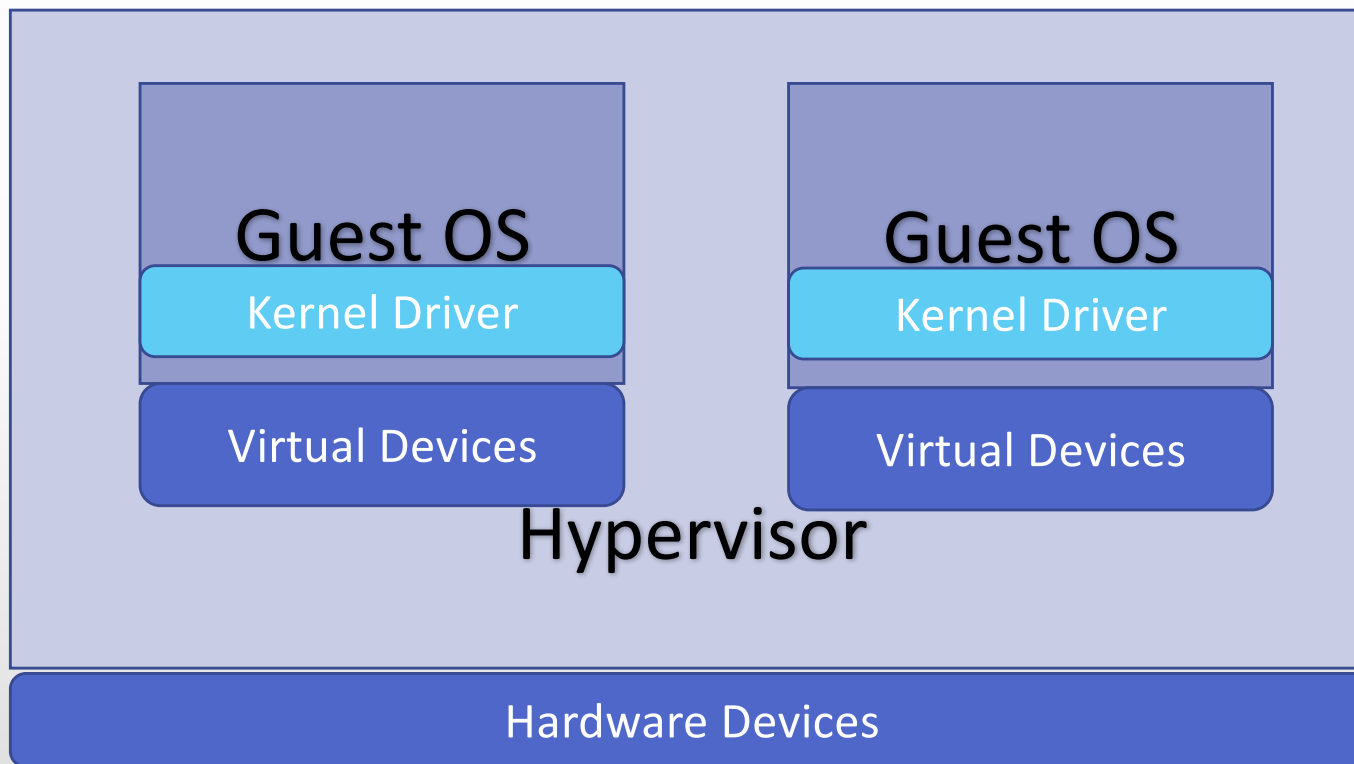 Guest OS
Kernel Driver
Virtual Devices
Guest OS
Kernel Driver
Virtual Devices
Hypervisor
Hardware Devices